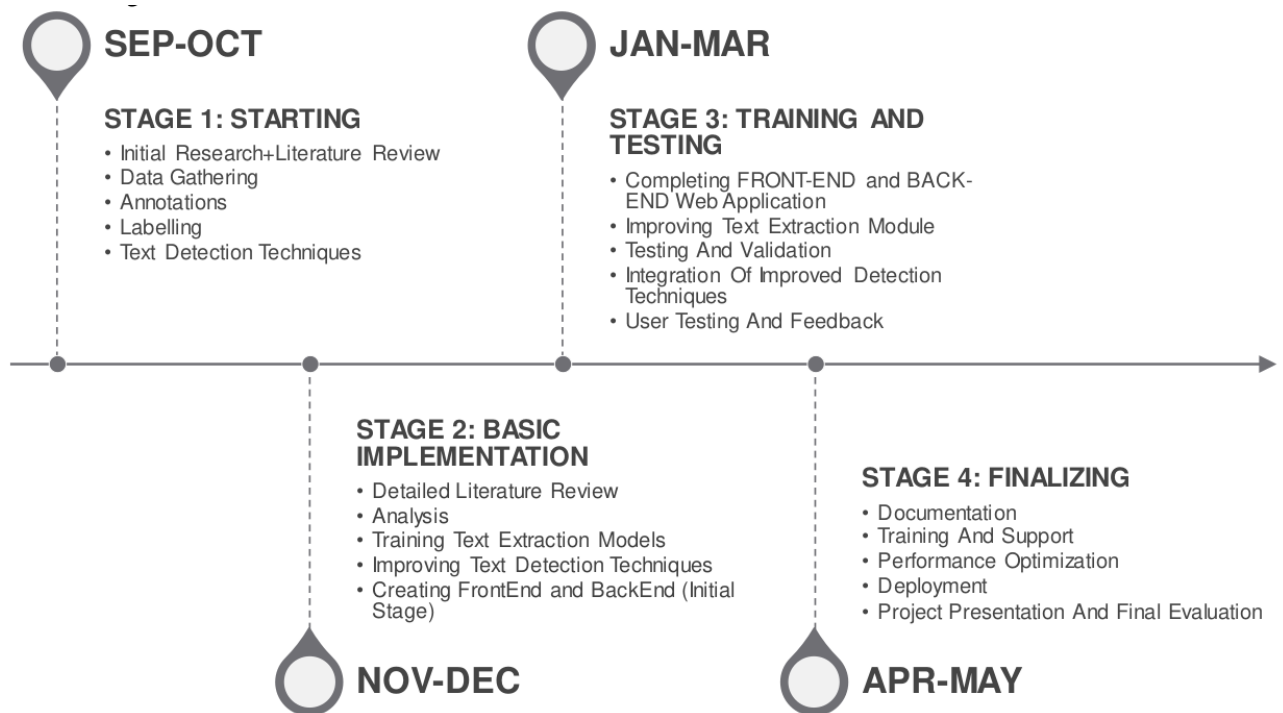 SEP-OCT
STAGE 1: STARTING
• Initial Research+Literature Review
• Data Gathering
• Annotations
• Labelling
• Text Detection Techniques
JAN-MAR
STAGE 3: TRAINING AND
TESTING
• Completing FRONT-END and BACK-
END Web Application
• Improving Text Extraction Module
• Testing And Validation
• Integration Of Improved Detection
Techniques
• User Testing And Feedback
STAGE 2: BASIC
IMPLEMENTATION
• Detailed Literature Review
• Analysis
• Training Text Extraction Models
• Improving Text Detection Techniques
• Creating FrontEnd and BackEnd (Initial
Stage)
NOV-DEC
STAGE 4: FINALIZING
• Documentation
• Training And Support
• Performance Optimization
• Deployment
• Project Presentation And Final Evaluation
APR-MAY